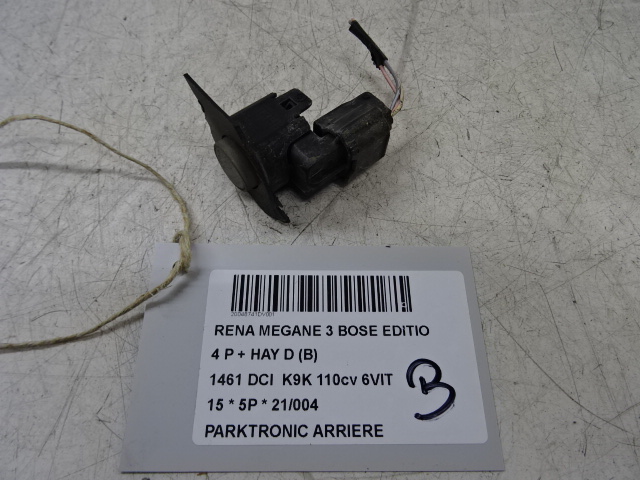 RENA MEGANE 3 BOSE EDITIO
4 P + HAY D (B)
1461 DCI K9K 110cv 6VIT
15 * 5P * 21/004
PARKTRONIC ARRIERE
B